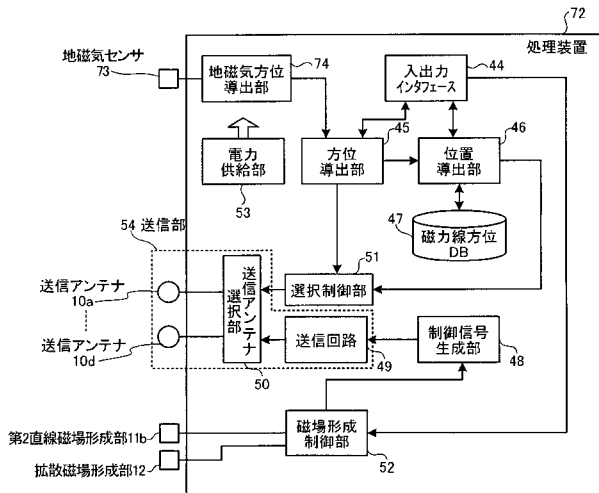 72
処理装置
地磁気センサ
73
74
地磁気方位
導出部
44
入出力
インタフェース
電力
供給部
53
45
方位
導出部
46
位置
導出部
47
磁力線方位
DB
54 送信部
51
選択制御部
送信アンテナ
10a
送信アンテナ
10d
送信アンテナ
選択部
50
送信回路
49
制御信号
生成部
48
第2直線磁場形成部11b
拡散磁場形成部12
磁場形成
制御部
52